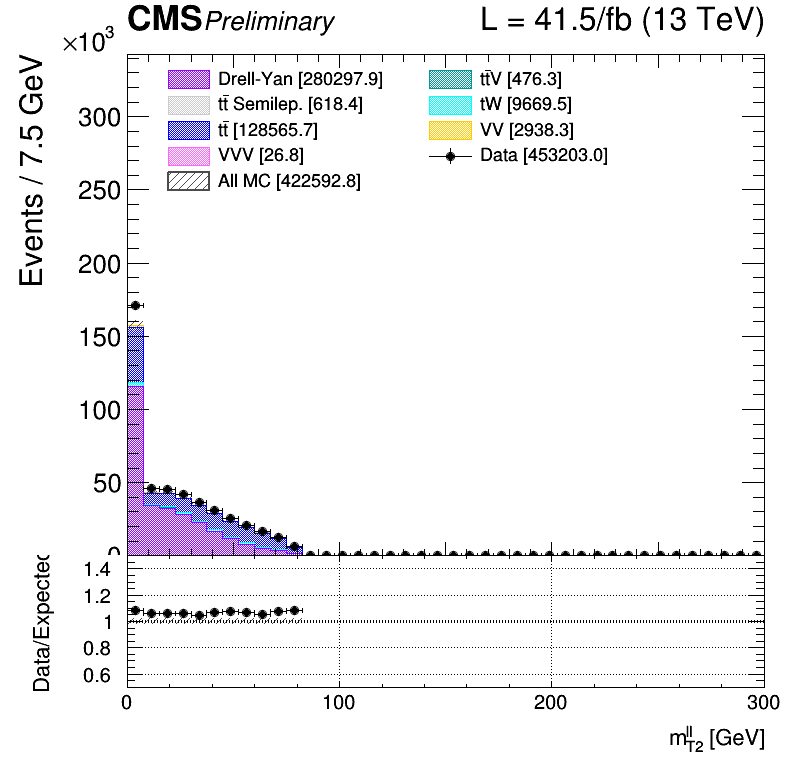 CMS Preliminary L = 41.5/fb (13 TeV)
×10³
Events / 7.5 GeV
Drell-Yan [280297.9]
tt̄ Semilep. [618.4]
tt̄ [128565.7]
VVV [26.8]
All MC [422592.8]
tt̄V [476.3]
tW [9669.5]
VV [2938.3]
Data [453203.0]
300
250
200
150
100
50
0
Data/Expected
1.4
1.2
1
0.8
0.6
0 100 200 300
m_{T2}^{ll} [GeV]